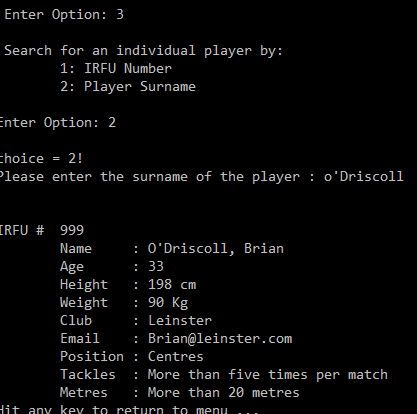 Enter Option: 3
Search for an individual player by:
1: IRFU Number
2: Player Surname
Enter Option: 2
choice = 2!
Please enter the surname of the player : o'Driscoll
IRFU # 999
Name : O'Driscoll, Brian
Age : 33
Height : 198 cm
Weight : 90 Kg
Club : Leinster
Email : Brian@leinster.com
Position : Centres
Tackles : More than five times per match
Metres : More than 20 metres
Hit any key to return to menu ...